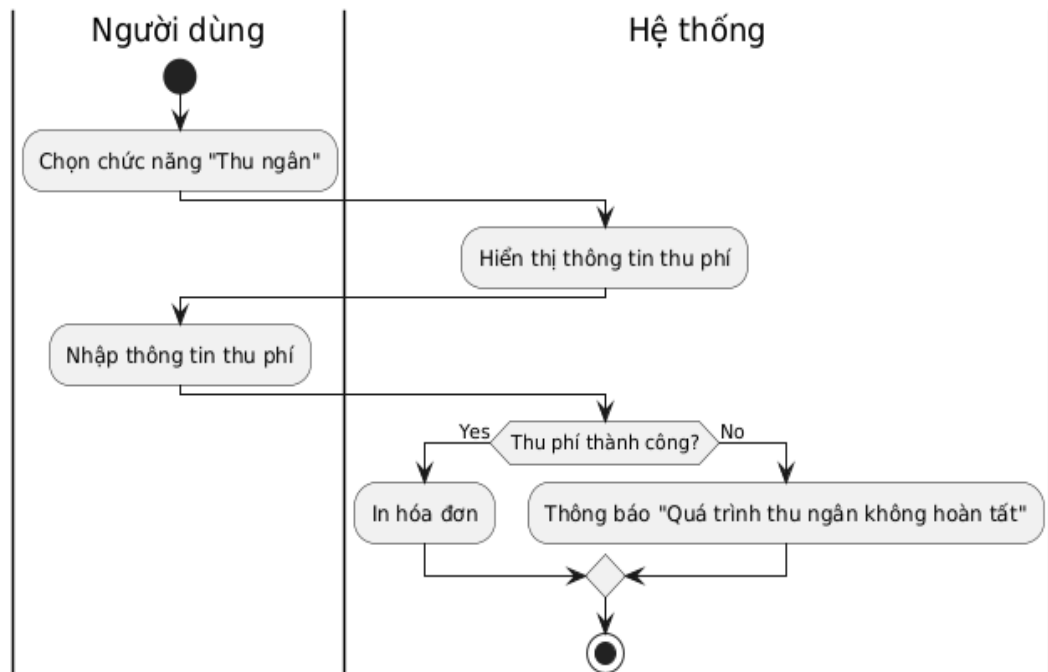 Người dùng
Hệ thống
Chọn chức năng "Thu ngân"
Hiển thị thông tin thu phí
Nhập thông tin thu phí
Yes
Thu phí thành công?
No
In hóa đơn
Thông báo "Quá trình thu ngân không hoàn tất"